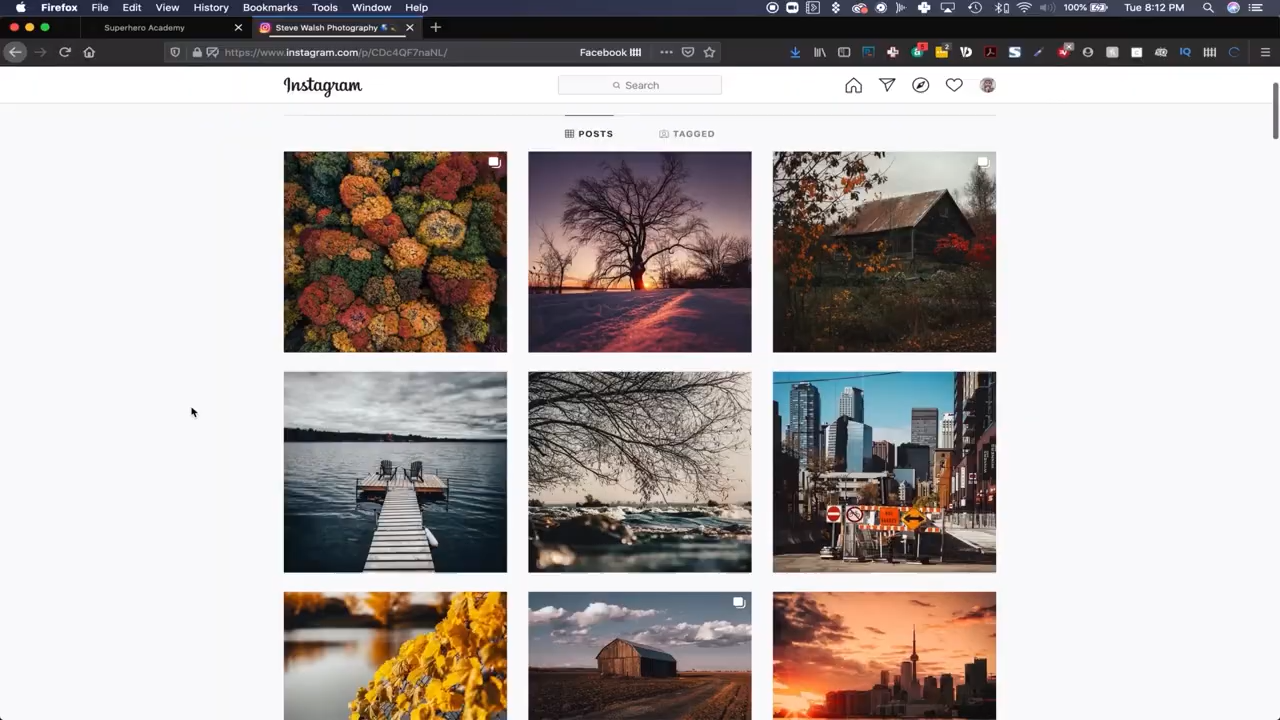 Firefox File Edit View History Bookmarks Tools Window Help 100% Tue 8:12 PM
Superhero Academy Steve Walsh Photography
https://www.instagram.com/p/CDc4QF7naNL/ Facebook
Instagram
Search
POSTS TAGGED